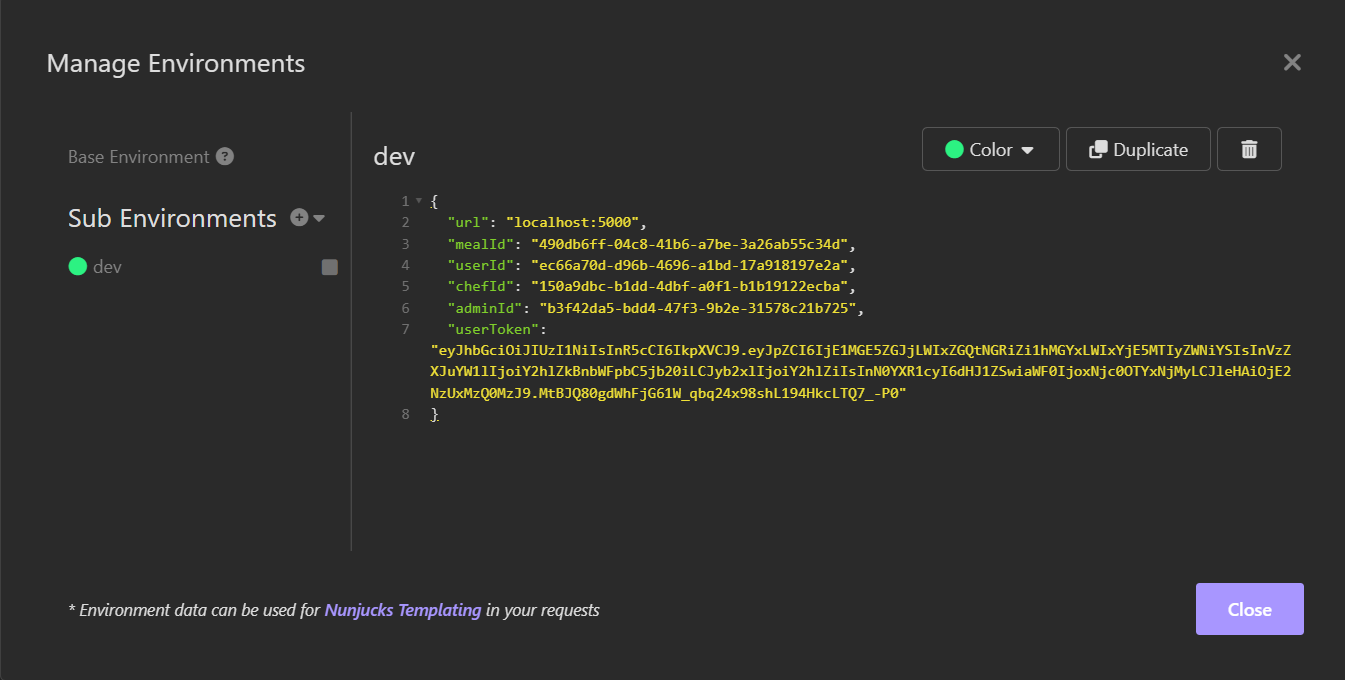 Manage Environments
Base Environment
Sub Environments
dev
dev
Color
Duplicate
1 {
2 "url": "localhost:5000",
3 "mealId": "490db6ff-04c8-41b6-a7be-3a26ab55c34d",
4 "userId": "ec66a70d-d96b-4696-a1bd-17a918197e2a",
5 "chefId": "150a9dbc-b1dd-4dbf-a0f1-b1b19122ecba",
6 "adminId": "b3f42da5-bdd4-47f3-9b2e-31578c21b725",
7 "userToken":
"eyJhbGciOiJIUzI1NiIsInR5cCI6IkpXVCJ9.eyJpZCI6IjE1MGE5ZGJjLWIxZGQtNGRiZi1hMGYxLWIxYjE5MTIyZWNiYSIsInVzZ
XJuYW1lIjoiY2hlZkBnbWFpbC5jb20iLCJyb2xlIjoiY2hlZiIsInN0YXR1cyI6dHJ1ZSwiaWF0IjoxNjc0OTYxNjMyLCJleHAiOjE2
NzUxMzQ0MzJ9.MtBJQ80gdWhFjG61W_qbq24x98shL194HkcLTQ7_-P0"
8 }
* Environment data can be used for Nunjucks Templating in your requests
Close